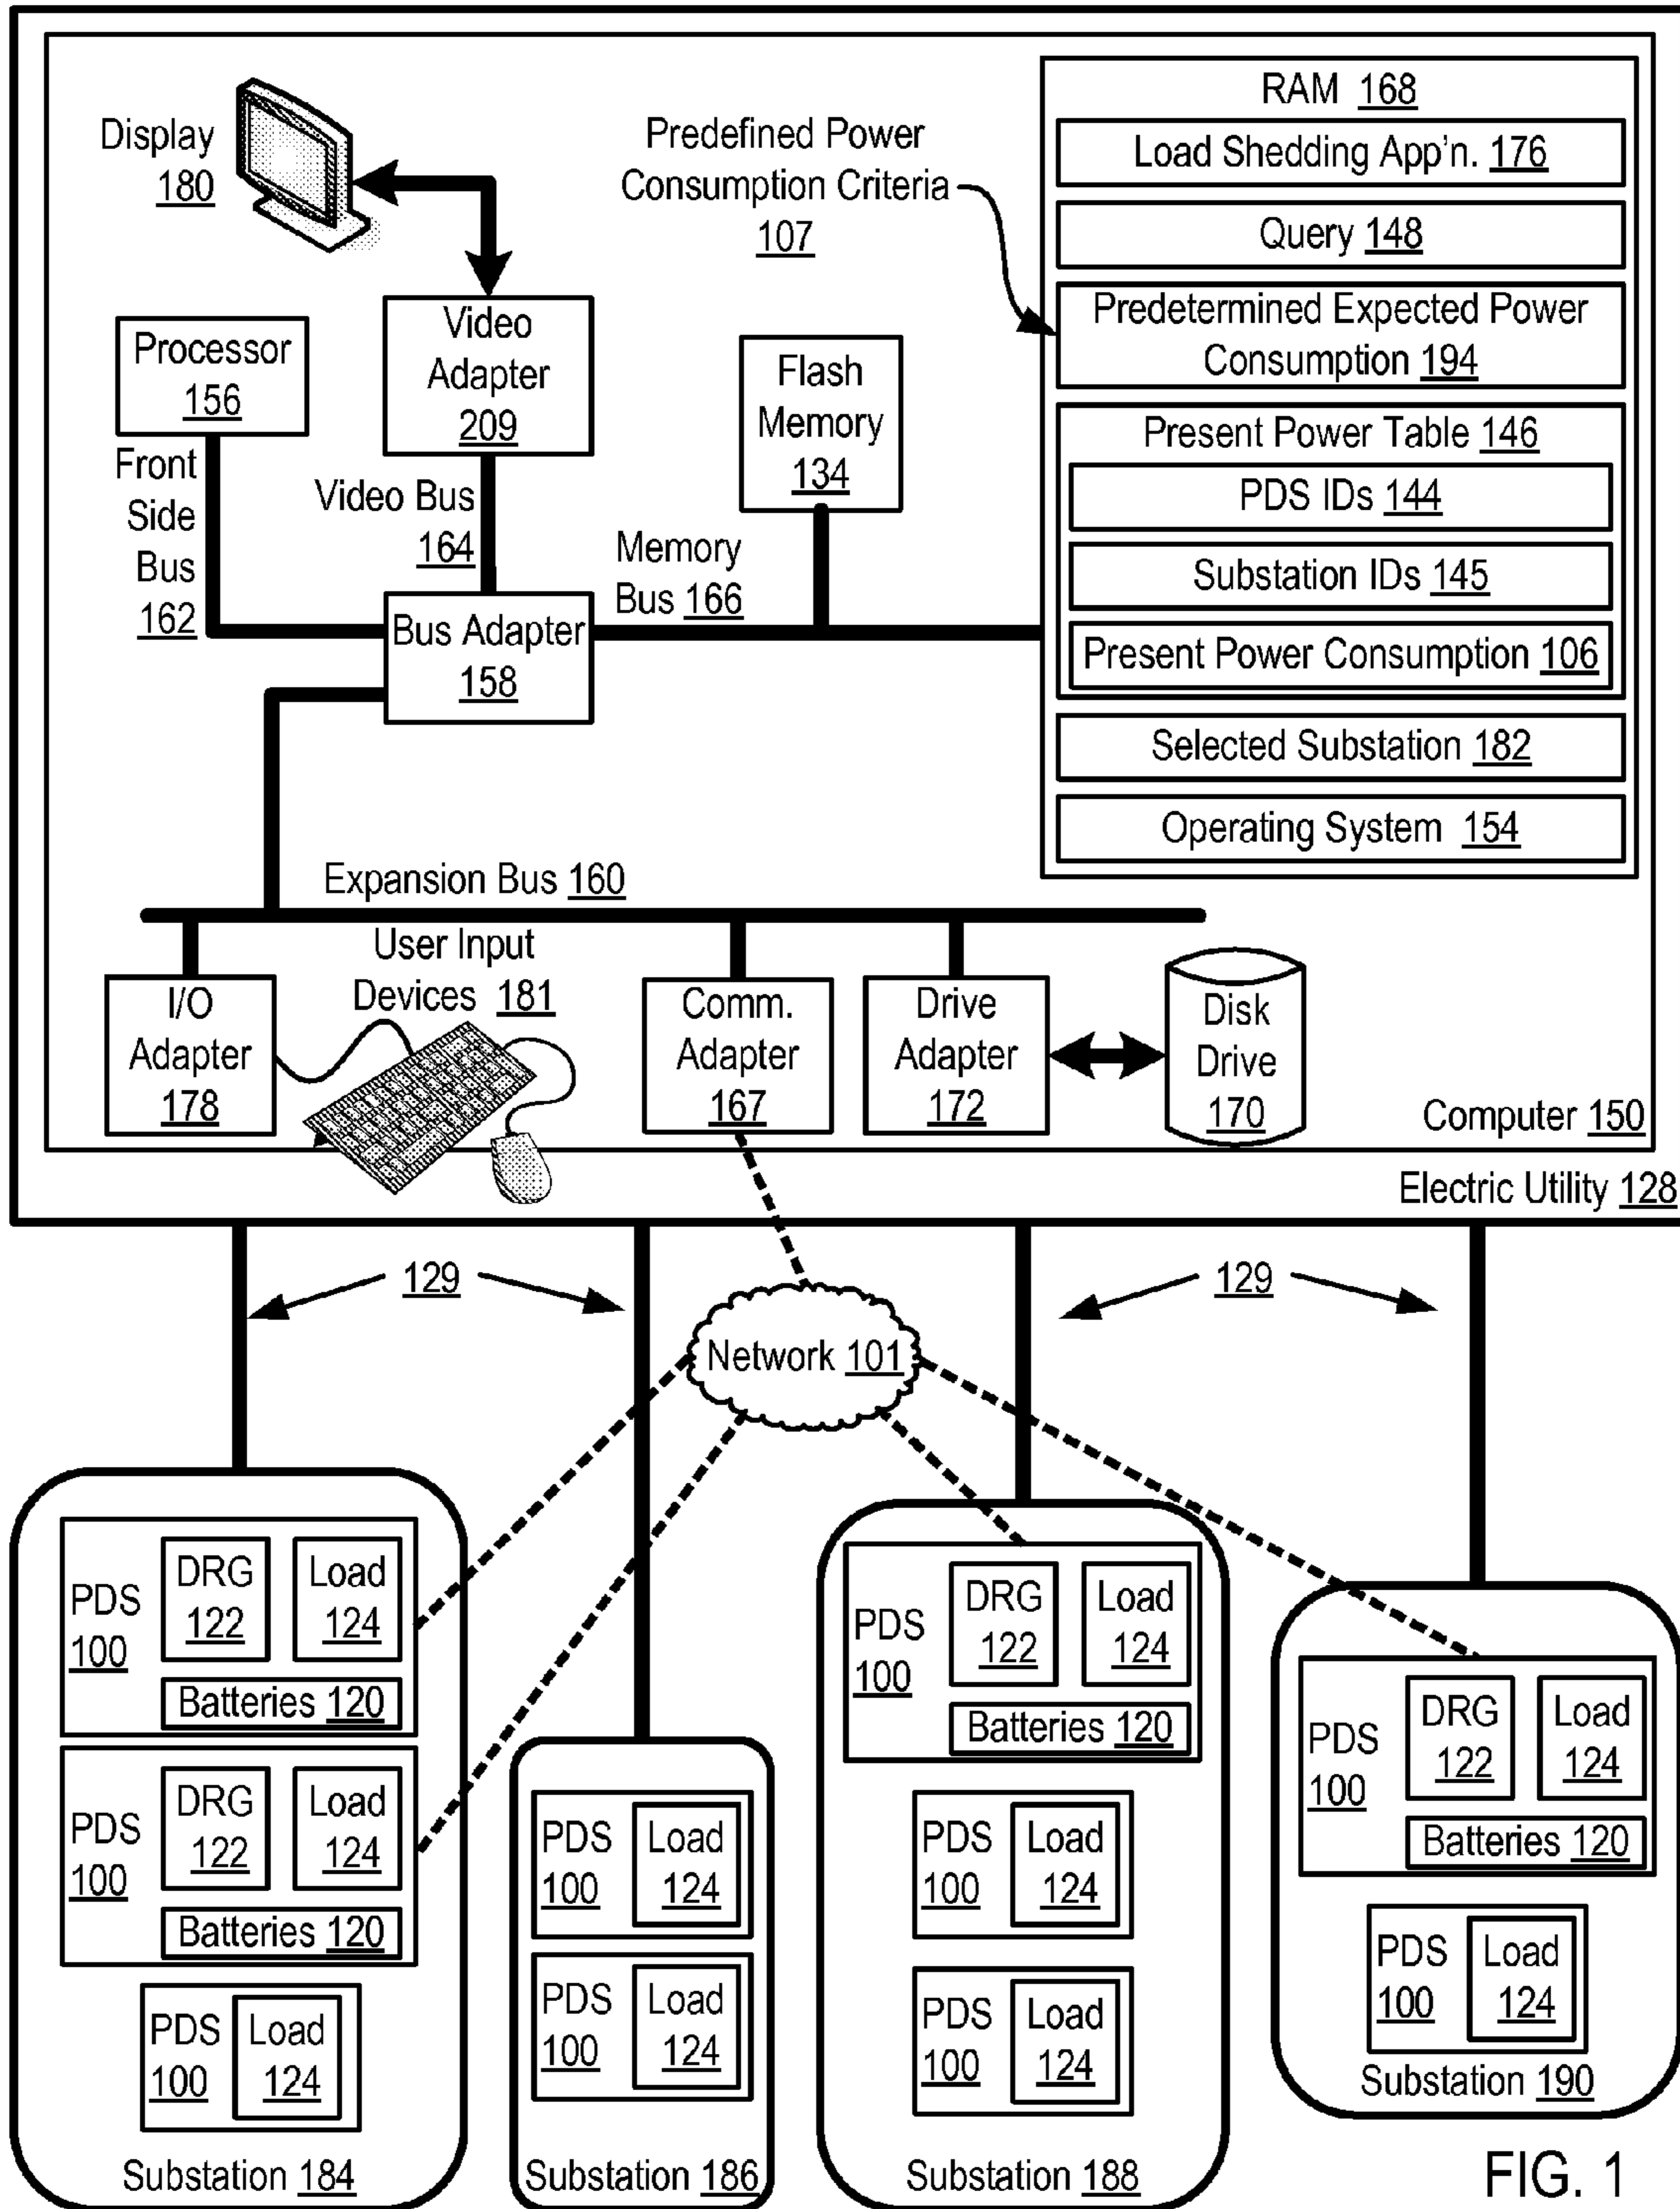 Display
180
Predefined Power
Consumption Criteria
107
RAM 168
Load Shedding App'n. 176
Query 148
Predetermined Expected Power
Consumption 194
Present Power Table 146
PDS IDs 144
Substation IDs 145
Present Power Consumption 106
Selected Substation 182
Operating System 154
Processor
156
Video
Adapter
209
Flash
Memory
134
Front
Side
Bus
162
Video Bus
164
Memory
Bus 166
Bus Adapter
158
Expansion Bus 160
I/O
Adapter
178
User Input
Devices 181
Comm.
Adapter
167
Drive
Adapter
172
Disk
Drive
170
Computer 150
Electric Utility 128
129
129
Network 101
PDS
100
DRG
122
Load
124
Batteries 120
PDS
100
DRG
122
Load
124
Batteries 120
PDS
100
Load
124
Substation 184
PDS
100
Load
124
PDS
100
Load
124
Substation 186
PDS
100
DRG
122
Load
124
Batteries 120
PDS
100
Load
124
PDS
100
Load
124
Substation 188
PDS
100
DRG
122
Load
124
Batteries 120
PDS
100
Load
124
Substation 190
FIG. 1